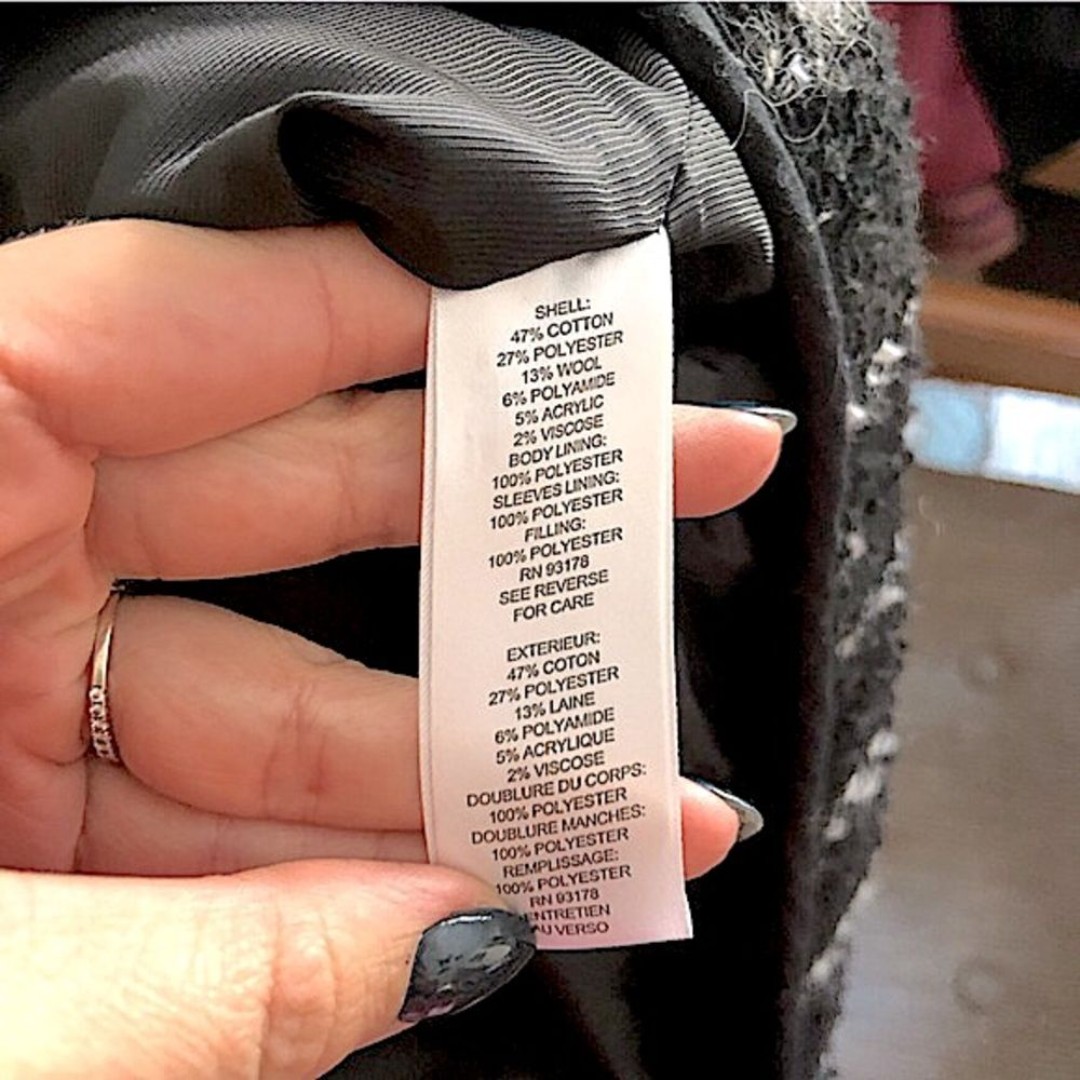 SHELL:
47% COTTON
27% POLYESTER
13% WOOL
6% POLYAMIDE
5% ACRYLIC
2% VISCOSE
BODY LINING:
100% POLYESTER
SLEEVES LINING:
100% POLYESTER
FILLING:
100% POLYESTER
RN 93178
SEE REVERSE
FOR CARE
EXTERIEUR:
47% COTON
27% POLYESTER
13% LAINE
6% POLYAMIDE
5% ACRYLIQUE
2% VISCOSE
DOUBLURE DU CORPS:
100% POLYESTER
DOUBLURE MANCHES:
100% POLYESTER
REMPLISSAGE:
100% POLYESTER
RN 93178
ENTRETIEN
AU VERSO